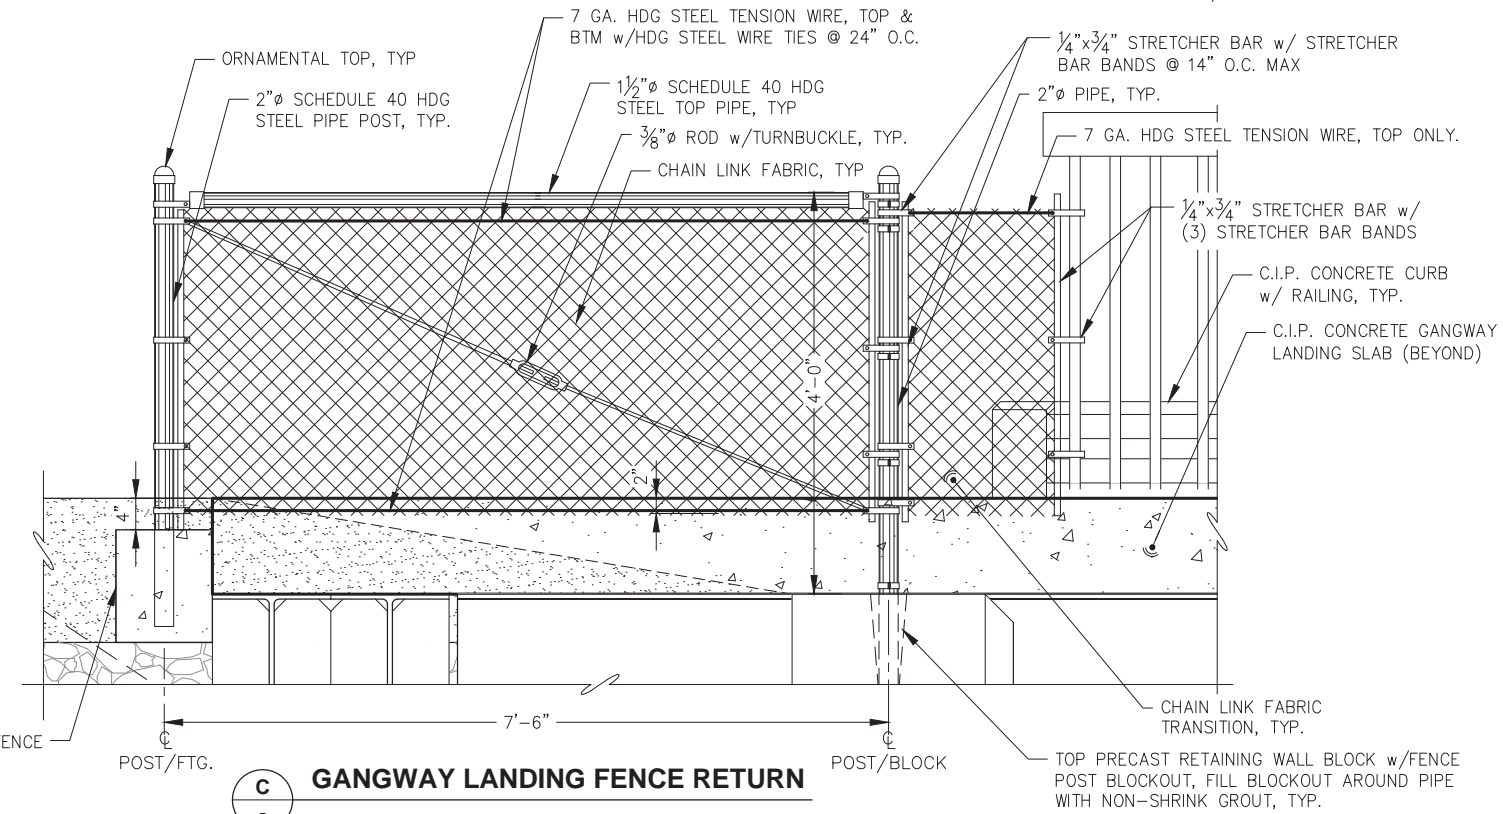 7 GA. HDG STEEL TENSION WIRE, TOP &
BTM w/HDG STEEL WIRE TIES @ 24" O.C.
ORNAMENTAL TOP, TYP
2"ø SCHEDULE 40 HDG
STEEL PIPE POST, TYP.
1½"ø SCHEDULE 40 HDG
STEEL TOP PIPE, TYP
⅜"ø ROD w/TURNBUCKLE, TYP.
CHAIN LINK FABRIC, TYP
¼"x¾" STRETCHER BAR w/ STRETCHER
BAR BANDS @ 14" O.C. MAX
2"ø PIPE, TYP.
7 GA. HDG STEEL TENSION WIRE, TOP ONLY.
¼"x¾" STRETCHER BAR w/
(3) STRETCHER BAR BANDS
C.I.P. CONCRETE CURB
w/ RAILING, TYP.
C.I.P. CONCRETE GANGWAY
LANDING SLAB (BEYOND)
4'-0"
2"
4"
7'-6"
FENCE
℄
POST/FTG.
℄
POST/BLOCK
CHAIN LINK FABRIC
TRANSITION, TYP.
TOP PRECAST RETAINING WALL BLOCK w/FENCE
POST BLOCKOUT, FILL BLOCKOUT AROUND PIPE
WITH NON-SHRINK GROUT, TYP.
C
GANGWAY LANDING FENCE RETURN